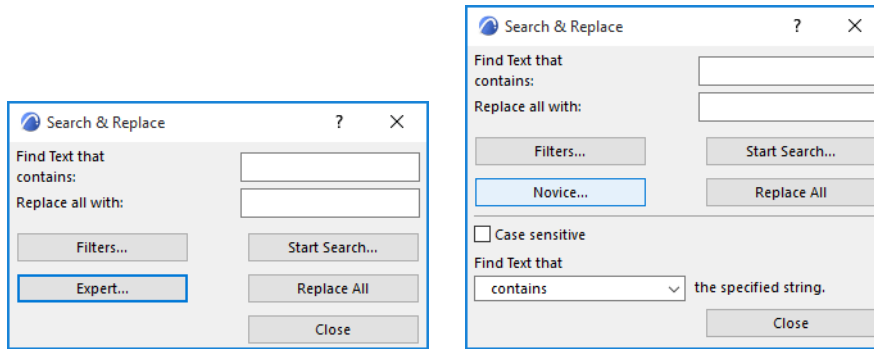 Search & Replace ?
Find Text that
contains:
Replace all with:
Filters... Start Search...
Expert... Replace All
Close
Search & Replace ?
Find Text that
contains:
Replace all with:
Filters... Start Search...
Novice... Replace All
Case sensitive
Find Text that
contains the specified string.
Close